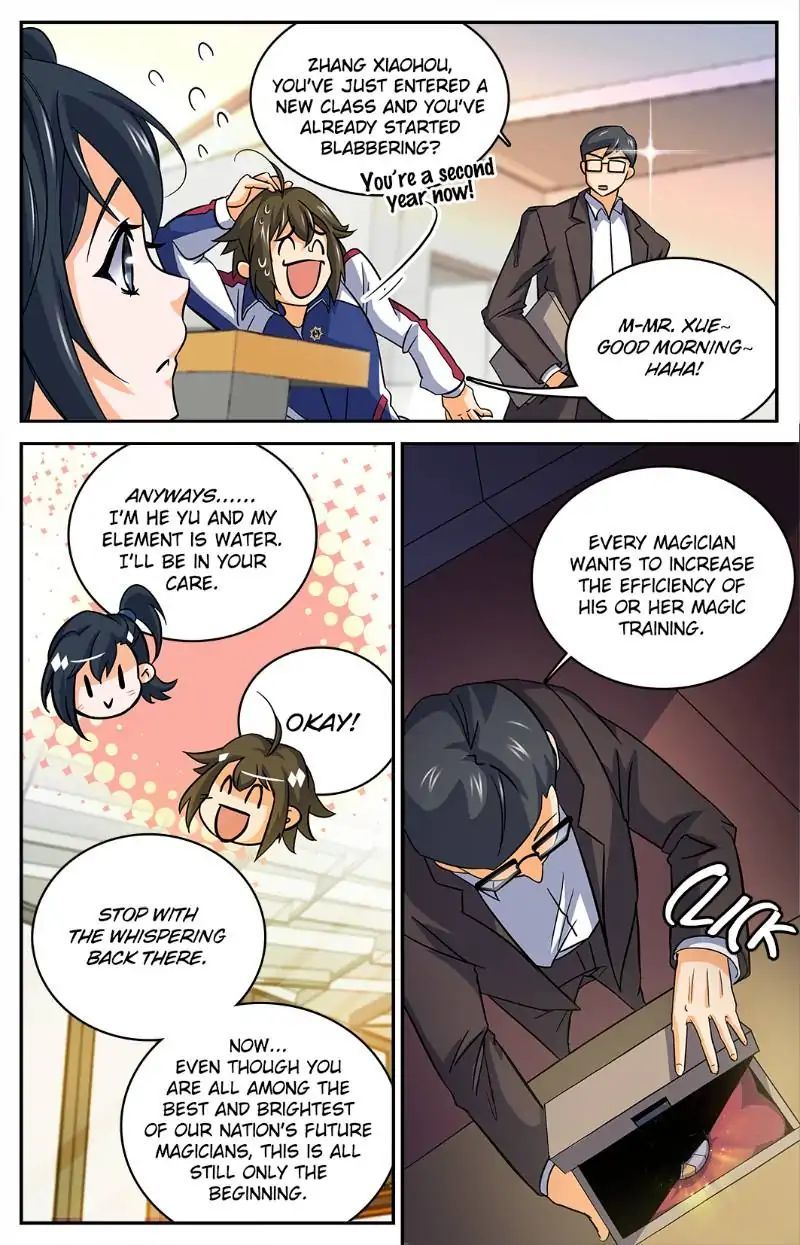 ZHANG XIAOHOU,
YOU'VE JUST ENTERED A
NEW CLASS AND YOU'VE
ALREADY STARTED
BLABBERING?
You're a second
year now!
M-MR. XUE~
GOOD MORNING~
HAHA!
ANYWAYS......
I'M HE YU AND MY
ELEMENT IS WATER.
I'LL BE IN YOUR
CARE.
OKAY!
STOP WITH
THE WHISPERING
BACK THERE.
NOW...
EVEN THOUGH YOU
ARE ALL AMONG THE
BEST AND BRIGHTEST
OF OUR NATION'S FUTURE
MAGICIANS, THIS IS ALL
STILL ONLY THE
BEGINNING.
EVERY MAGICIAN
WANTS TO INCREASE
THE EFFICIENCY OF
HIS OR HER MAGIC
TRAINING.
CLICK